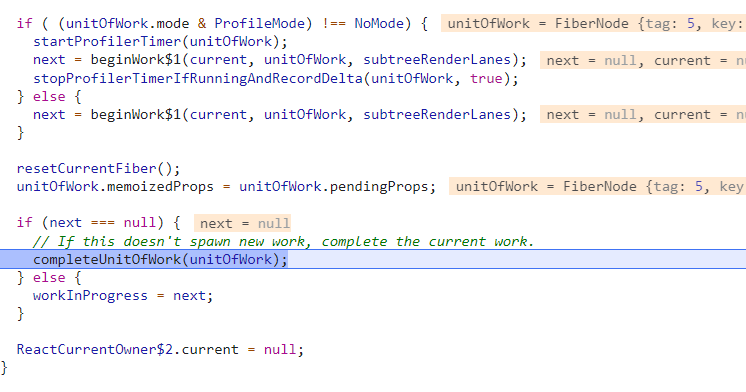 if ( (unitOfWork.mode & ProfileMode) !== NoMode) { unitOfWork = FiberNode {tag: 5, key:
startProfilerTimer(unitOfWork);
next = beginWork$1(current, unitOfWork, subtreeRenderLanes); next = null, current = nu
stopProfilerTimerIfRunningAndRecordDelta(unitOfWork, true);
} else {
next = beginWork$1(current, unitOfWork, subtreeRenderLanes); next = null, current = nu
}
resetCurrentFiber();
unitOfWork.memoizedProps = unitOfWork.pendingProps; unitOfWork = FiberNode {tag: 5, key
if (next === null) { next = null
// If this doesn't spawn new work, complete the current work.
completeUnitOfWork(unitOfWork);
} else {
workInProgress = next;
}
ReactCurrentOwner$2.current = null;
}